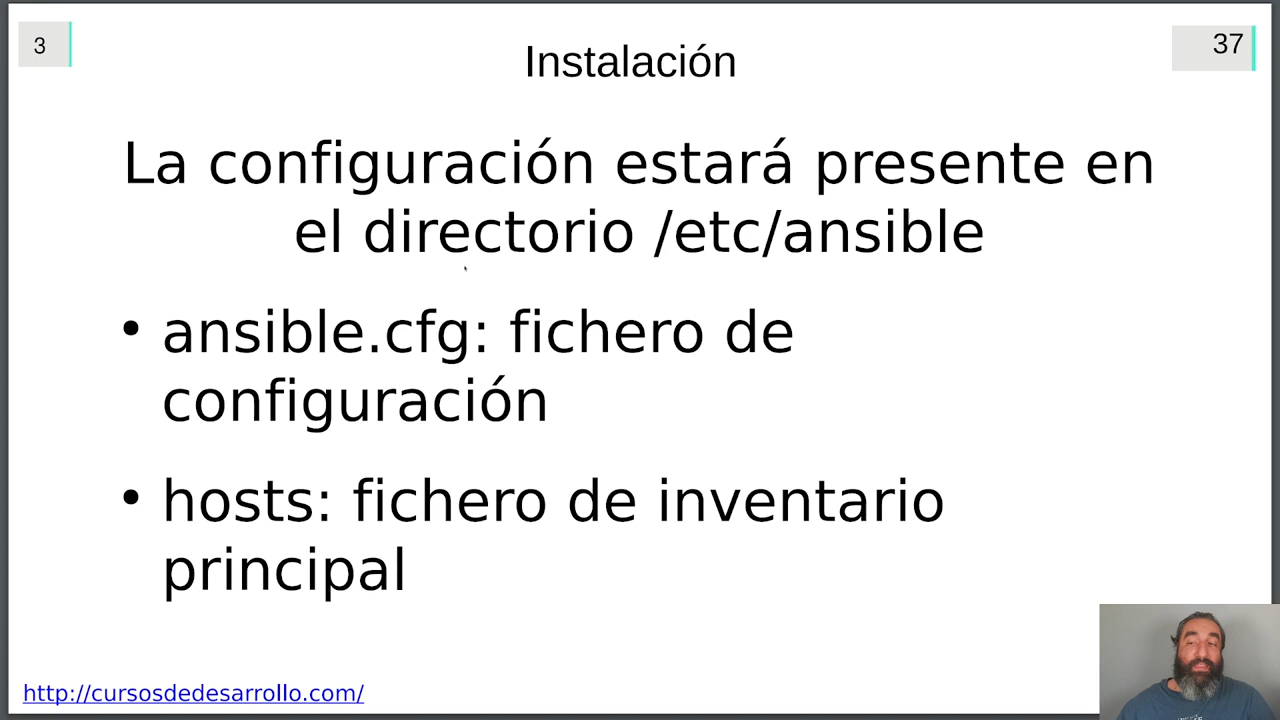 3
Instalación
37
La configuración estará presente en
el directorio /etc/ansible
• ansible.cfg: fichero de
configuración
• hosts: fichero de inventario
principal
http://cursosdedesarrollo.com/